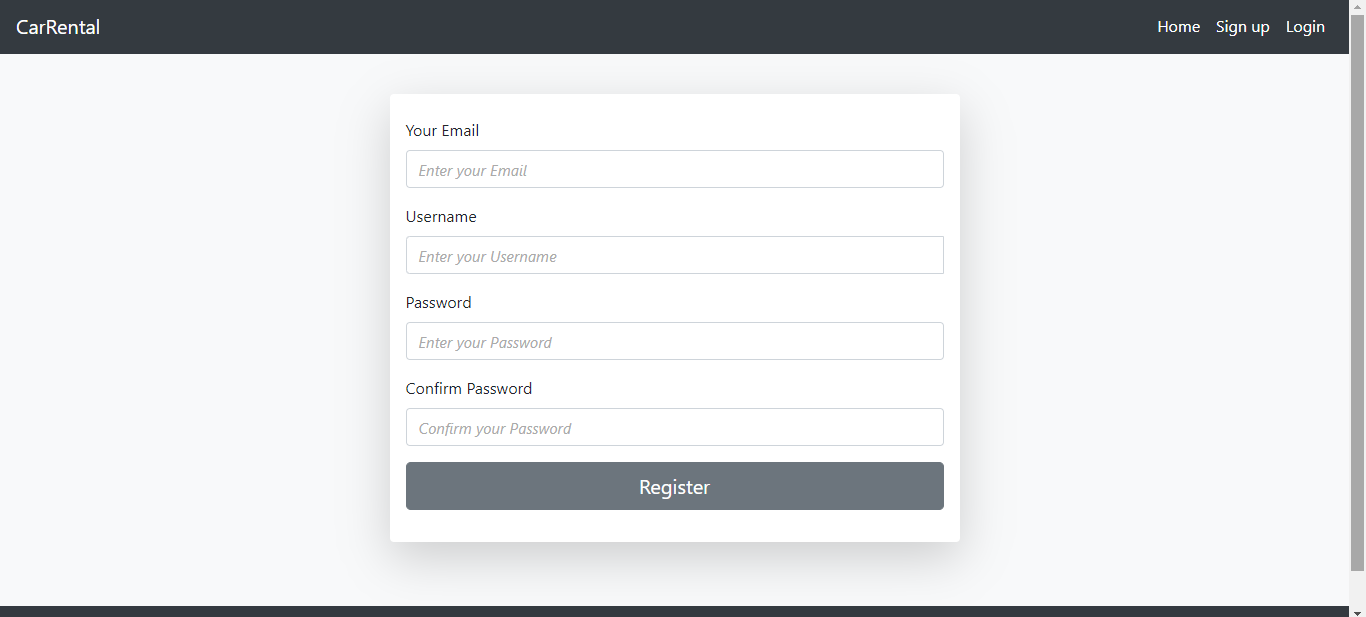 CarRental
Home Sign up Login
Your Email
Enter your Email
Username
Enter your Username
Password
Enter your Password
Confirm Password
Confirm your Password
Register